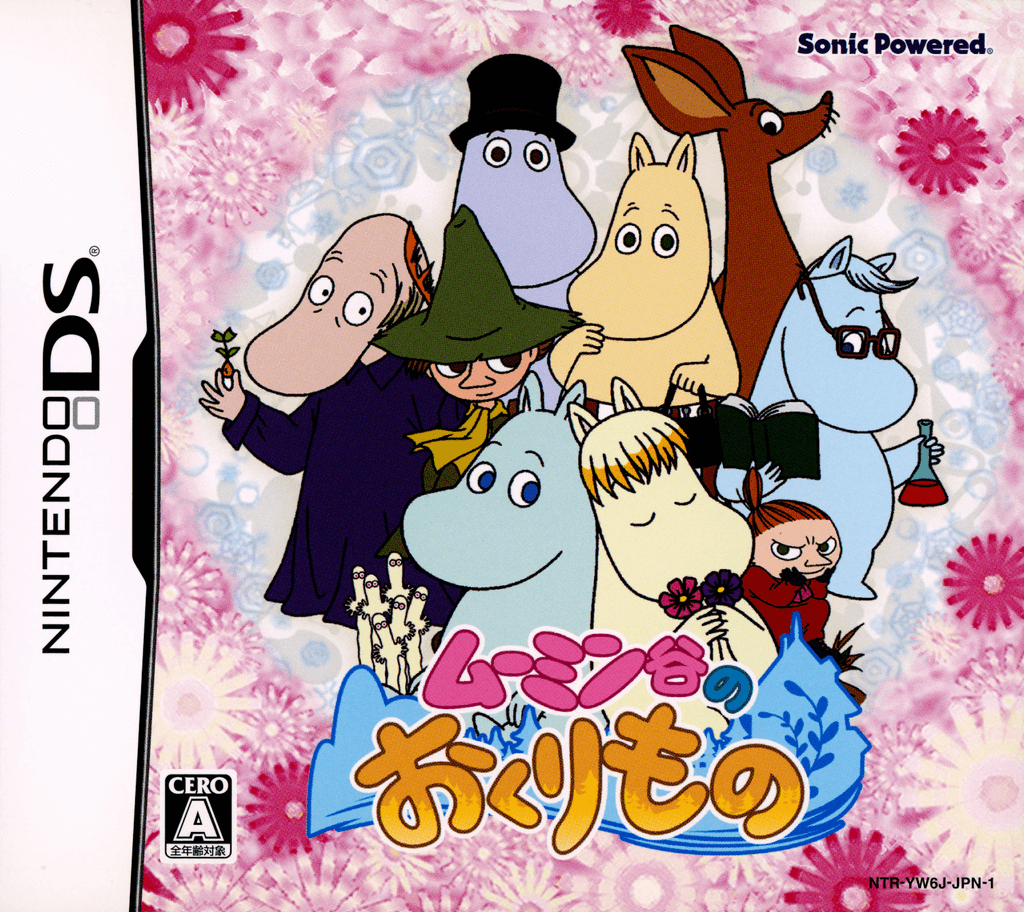 Sonic Powered®
NINTENDO DS®
ムーミン谷の
おくりもの
CERO
A
全年齢対象
NTR-YW6J-JPN-1